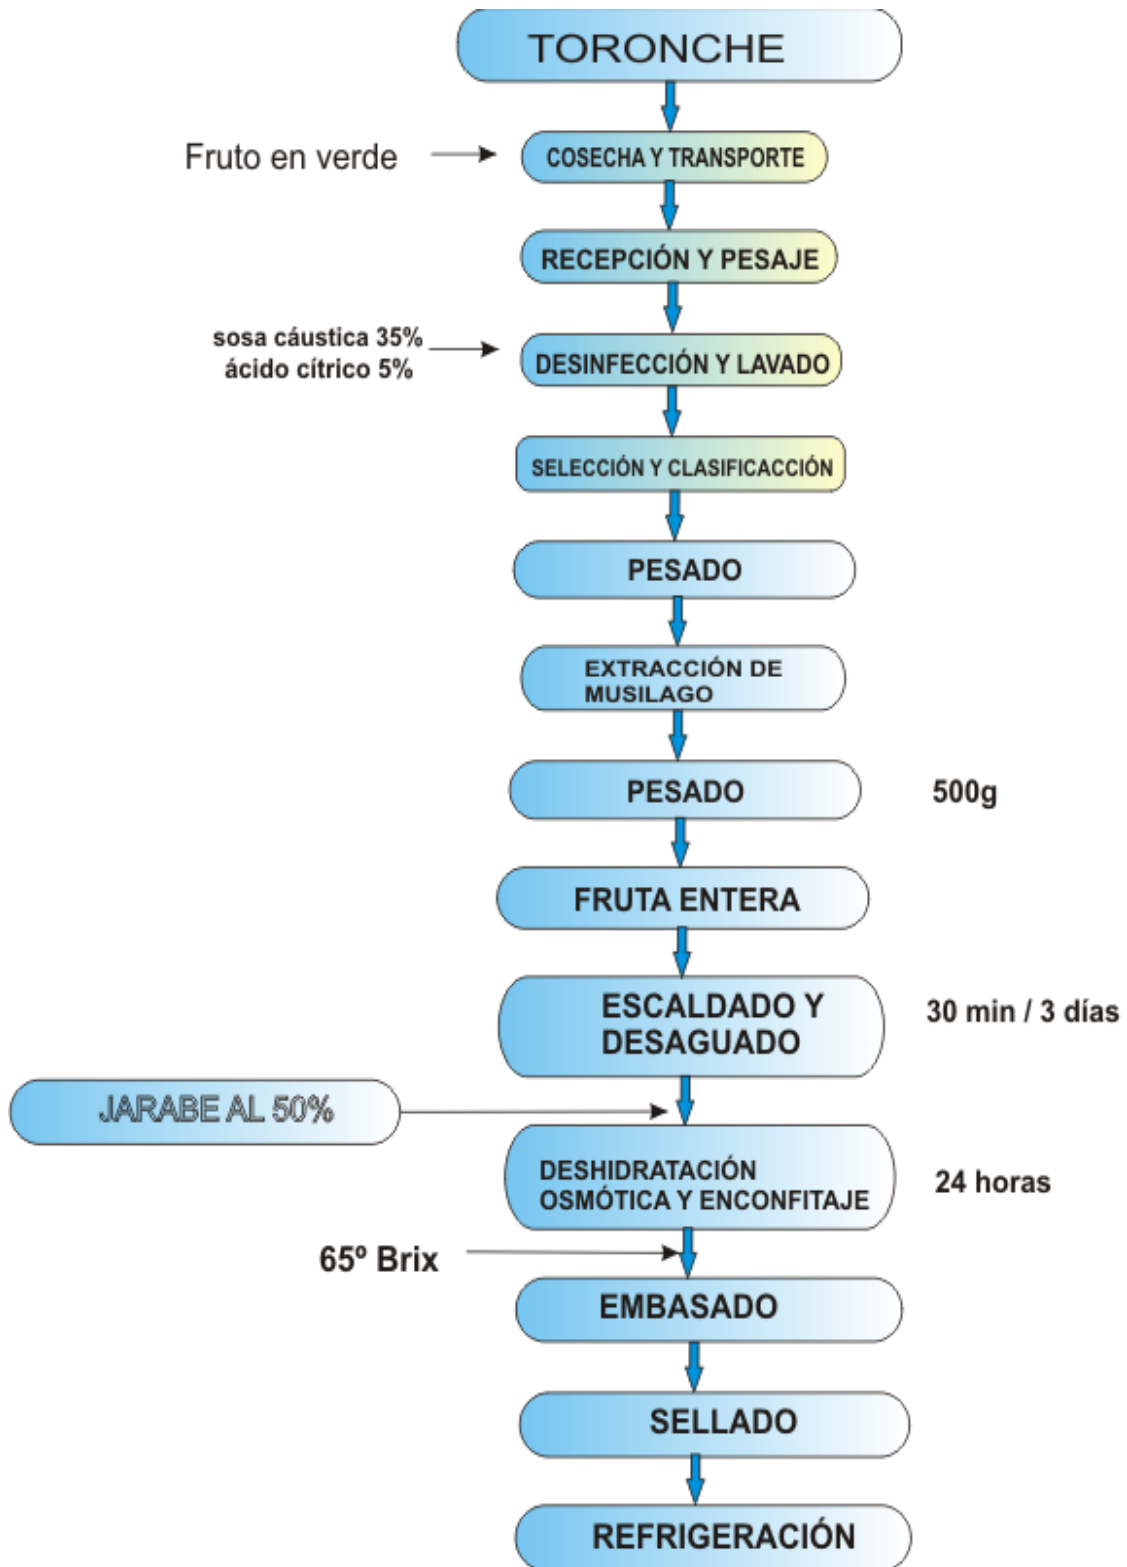 TORONCHE
Fruto en verde
COSECHA Y TRANSPORTE
RECEPCIÓN Y PESAJE
sosa cáustica 35%
ácido cítrico 5%
DESINFECCIÓN Y LAVADO
SELECCIÓN Y CLASIFICACCIÓN
PESADO
EXTRACCIÓN DE
MUSILAGO
PESADO
500g
FRUTA ENTERA
ESCALDADO Y
DESAGUADO
30 min / 3 días
JARABE AL 50%
DESHIDRATACIÓN
OSMÓTICA Y ENCONFITAJE
24 horas
65º Brix
EMBASADO
SELLADO
REFRIGERACIÓN